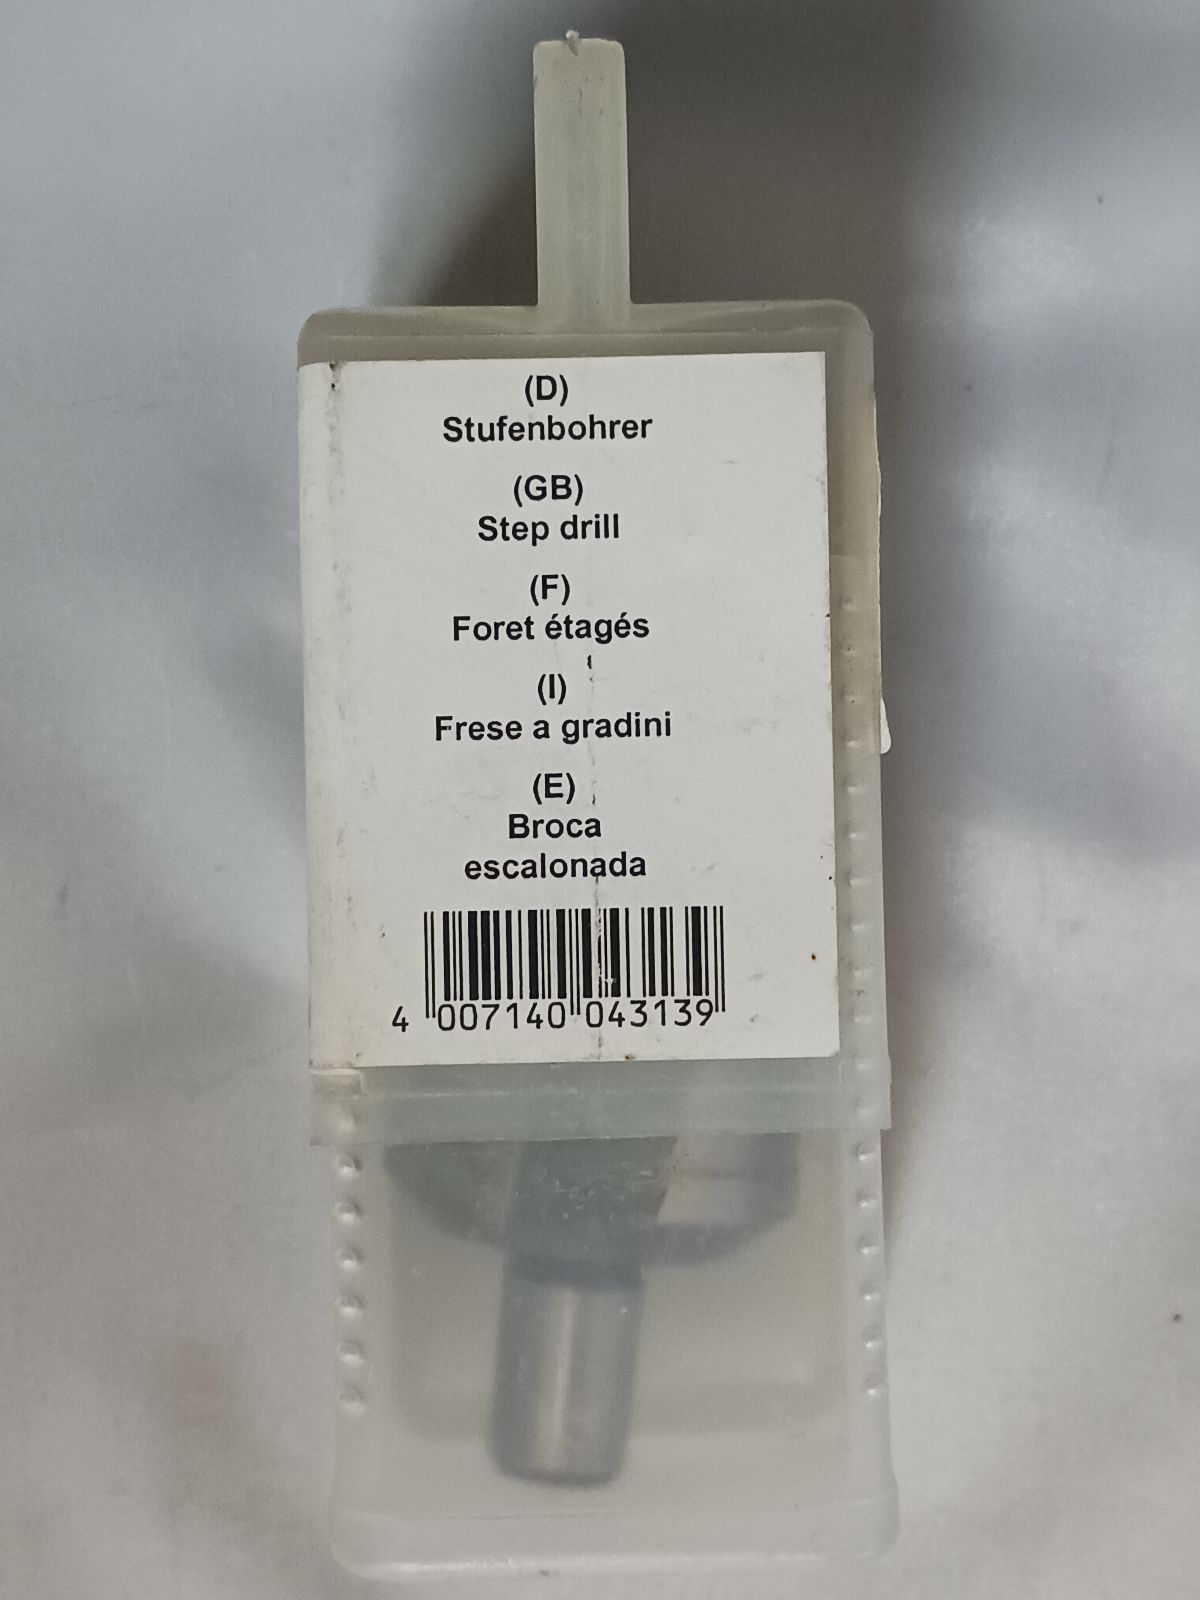 (D)
Stufenbohrer
(GB)
Step drill
(F)
Foret étagés
(I)
Frese a gradini
(E)
Broca
escalonada
4 007140 043139